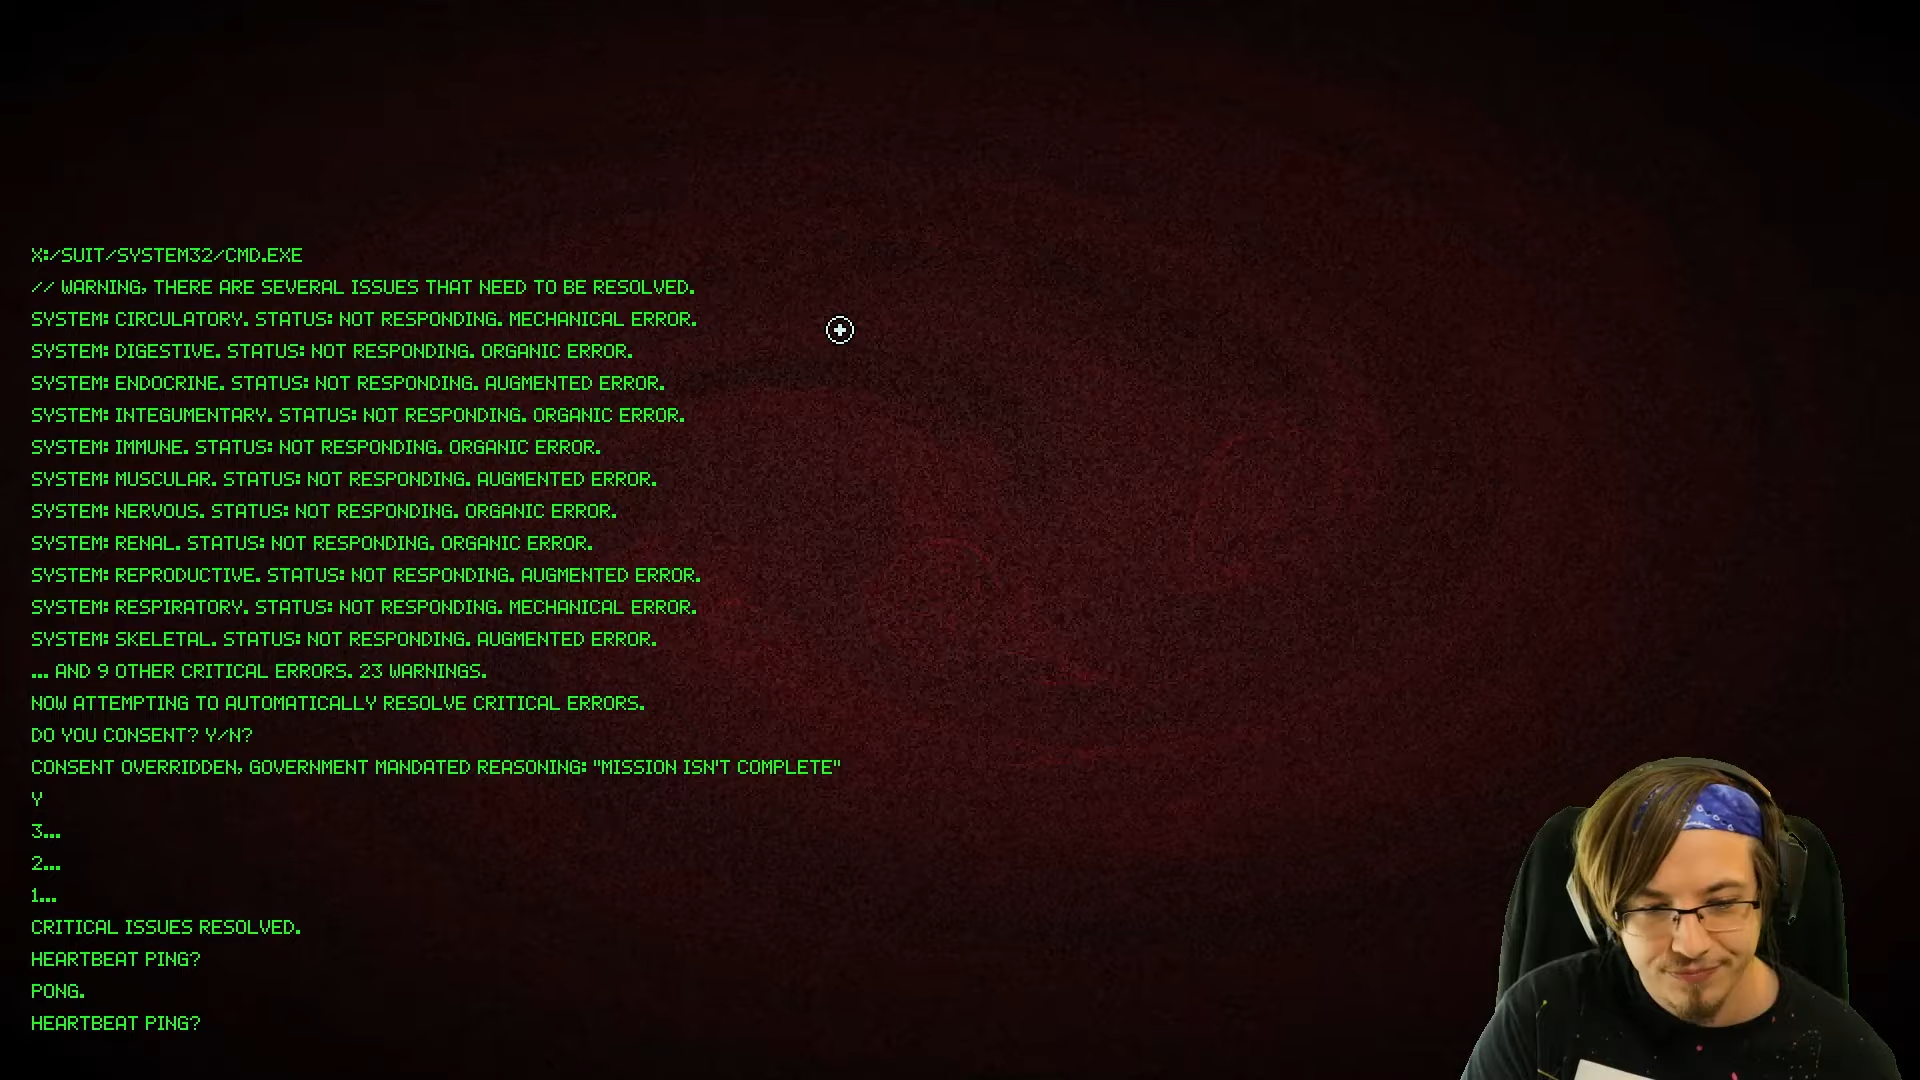 X:/SUIT/SYSTEM32/CMD.EXE
// WARNING, THERE ARE SEVERAL ISSUES THAT NEED TO BE RESOLVED.
SYSTEM: CIRCULATORY. STATUS: NOT RESPONDING. MECHANICAL ERROR.
SYSTEM: DIGESTIVE. STATUS: NOT RESPONDING. ORGANIC ERROR.
SYSTEM: ENDOCRINE. STATUS: NOT RESPONDING. AUGMENTED ERROR.
SYSTEM: INTEGUMENTARY. STATUS: NOT RESPONDING. ORGANIC ERROR.
SYSTEM: IMMUNE. STATUS: NOT RESPONDING. ORGANIC ERROR.
SYSTEM: MUSCULAR. STATUS: NOT RESPONDING. AUGMENTED ERROR.
SYSTEM: NERVOUS. STATUS: NOT RESPONDING. ORGANIC ERROR.
SYSTEM: RENAL. STATUS: NOT RESPONDING. ORGANIC ERROR.
SYSTEM: REPRODUCTIVE. STATUS: NOT RESPONDING. AUGMENTED ERROR.
SYSTEM: RESPIRATORY. STATUS: NOT RESPONDING. MECHANICAL ERROR.
SYSTEM: SKELETAL. STATUS: NOT RESPONDING. AUGMENTED ERROR.
... AND 9 OTHER CRITICAL ERRORS. 23 WARNINGS.
NOW ATTEMPTING TO AUTOMATICALLY RESOLVE CRITICAL ERRORS.
DO YOU CONSENT? Y/N?
CONSENT OVERRIDDEN, GOVERNMENT MANDATED REASONING: "MISSION ISN'T COMPLETE"
Y
3...
2...
1...
CRITICAL ISSUES RESOLVED.
HEARTBEAT PING?
PONG.
HEARTBEAT PING?